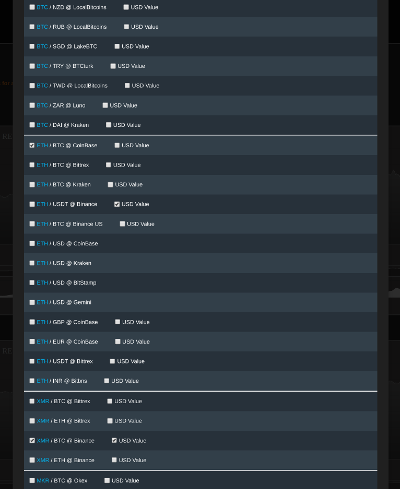 BTC / NZD @ LocalBitcoins USD Value
BTC / RUB @ LocalBitcoins USD Value
BTC / SGD @ LakeBTC USD Value
BTC / TRY @ BTCturk USD Value
BTC / TWD @ LocalBitcoins USD Value
BTC / ZAR @ Luno USD Value
BTC / DAI @ Kraken USD Value
ETH / BTC @ CoinBase USD Value
ETH / BTC @ Bittrex USD Value
ETH / BTC @ Kraken USD Value
ETH / USDT @ Binance USD Value
ETH / BTC @ Binance US USD Value
ETH / USD @ CoinBase
ETH / USD @ Kraken
ETH / USD @ BitStamp
ETH / USD @ Gemini
ETH / GBP @ CoinBase USD Value
ETH / EUR @ CoinBase USD Value
ETH / USDT @ Bittrex USD Value
ETH / INR @ Bitbns USD Value
XMR / BTC @ Bittrex USD Value
XMR / ETH @ Bittrex USD Value
XMR / BTC @ Binance USD Value
XMR / ETH @ Binance USD Value
MKR / BTC @ Okex USD Value